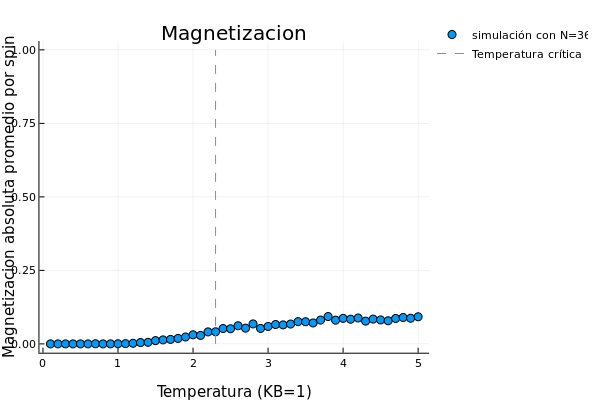 Magnetizacion
simulación con N=36
Temperatura crítica
Magnetizacion absoluta promedio por spin
1.00
0.75
0.50
0.25
0.00
0 1 2 3 4 5
Temperatura (KB=1)